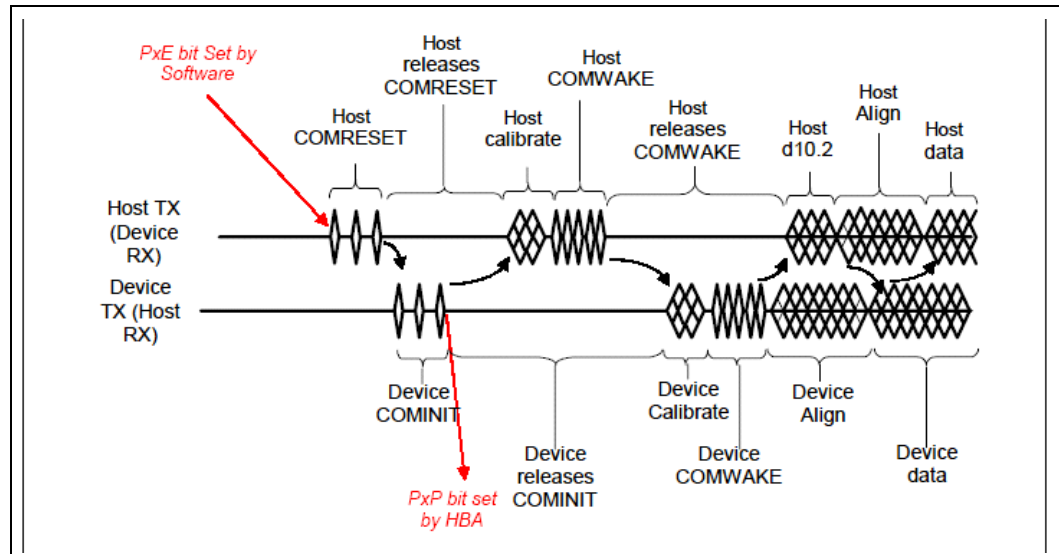 PxE bit Set by
Software
Host
releases
COMRESET
Host
COMWAKE
Host
COMRESET
Host
calibrate
Host
releases
COMWAKE
Host
d10.2
Host
Align
Host
data
Host TX
(Device
RX)
Device
TX (Host
RX)
Device
COMINIT
Device
releases
COMINIT
Device
Calibrate
Device
COMWAKE
Device
Align
Device
data
PxP bit set
by HBA